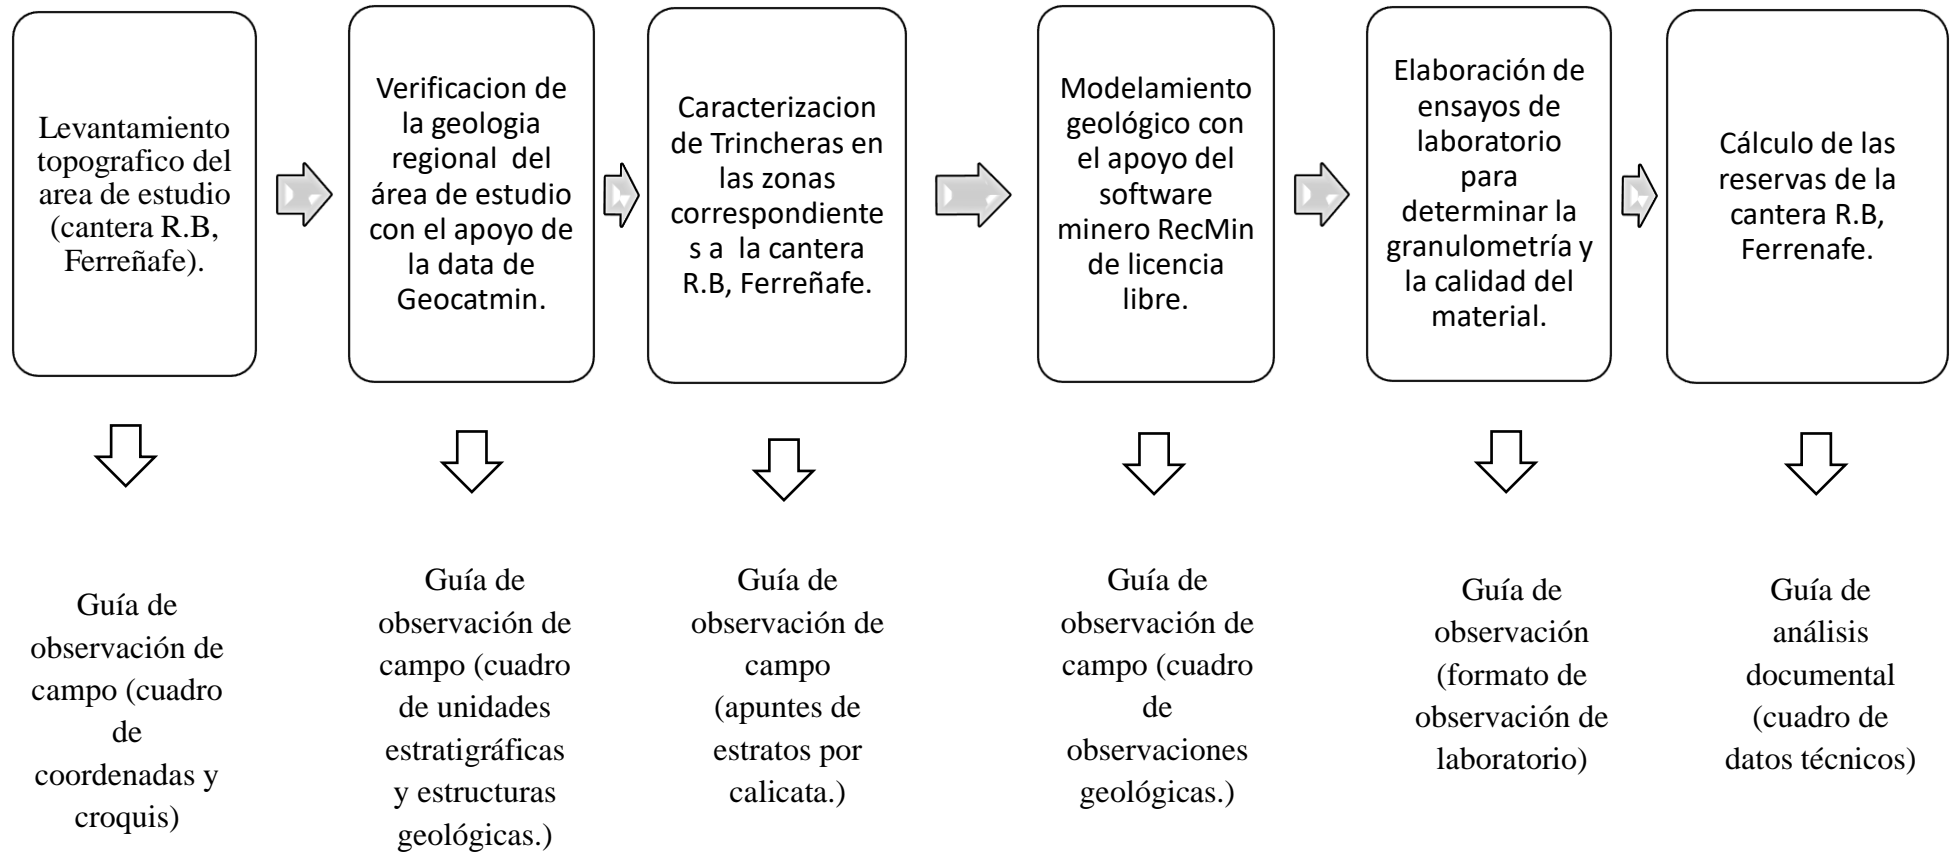 Levantamiento
topografico del
area de estudio
(cantera R.B,
Ferreñafe).
Verificacion de
la geologia
regional  del
área de estudio
con el apoyo de
la data de
Geocatmin.
Caracterizacion
de Trincheras en
las zonas
correspondiente
s a  la cantera
R.B, Ferreñafe.
Modelamiento
geológico con
el apoyo del
software
minero RecMin
de licencia
libre.
Elaboración de
ensayos de
laboratorio
para
determinar la
granulometría y
la calidad del
material.
Cálculo de las
reservas de la
cantera R.B,
Ferrenafe.
Guía de
observación de
campo (cuadro
de
coordenadas y
croquis)
Guía de
observación de
campo (cuadro
de unidades
estratigráficas
y estructuras
geológicas.)
Guía de
observación de
campo
(apuntes de
estratos por
calicata.)
Guía de
observación de
campo (cuadro
de
observaciones
geológicas.)
Guía de
observación
(formato de
observación de
laboratorio)
Guía de
análisis
documental
(cuadro de
datos técnicos)